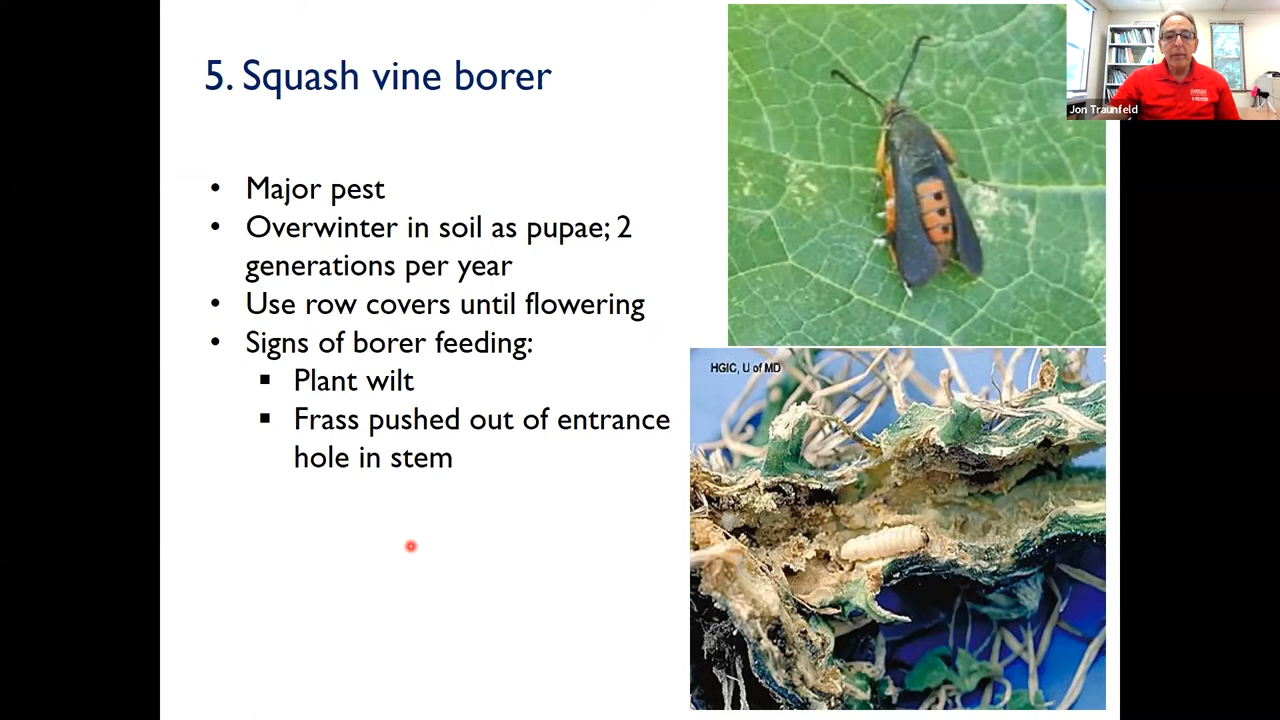 5. Squash vine borer
• Major pest
• Overwinter in soil as pupae; 2
generations per year
• Use row covers until flowering
• Signs of borer feeding:
▪ Plant wilt
▪ Frass pushed out of entrance
hole in stem
HGIC, U of MD
Jon Traunfeld